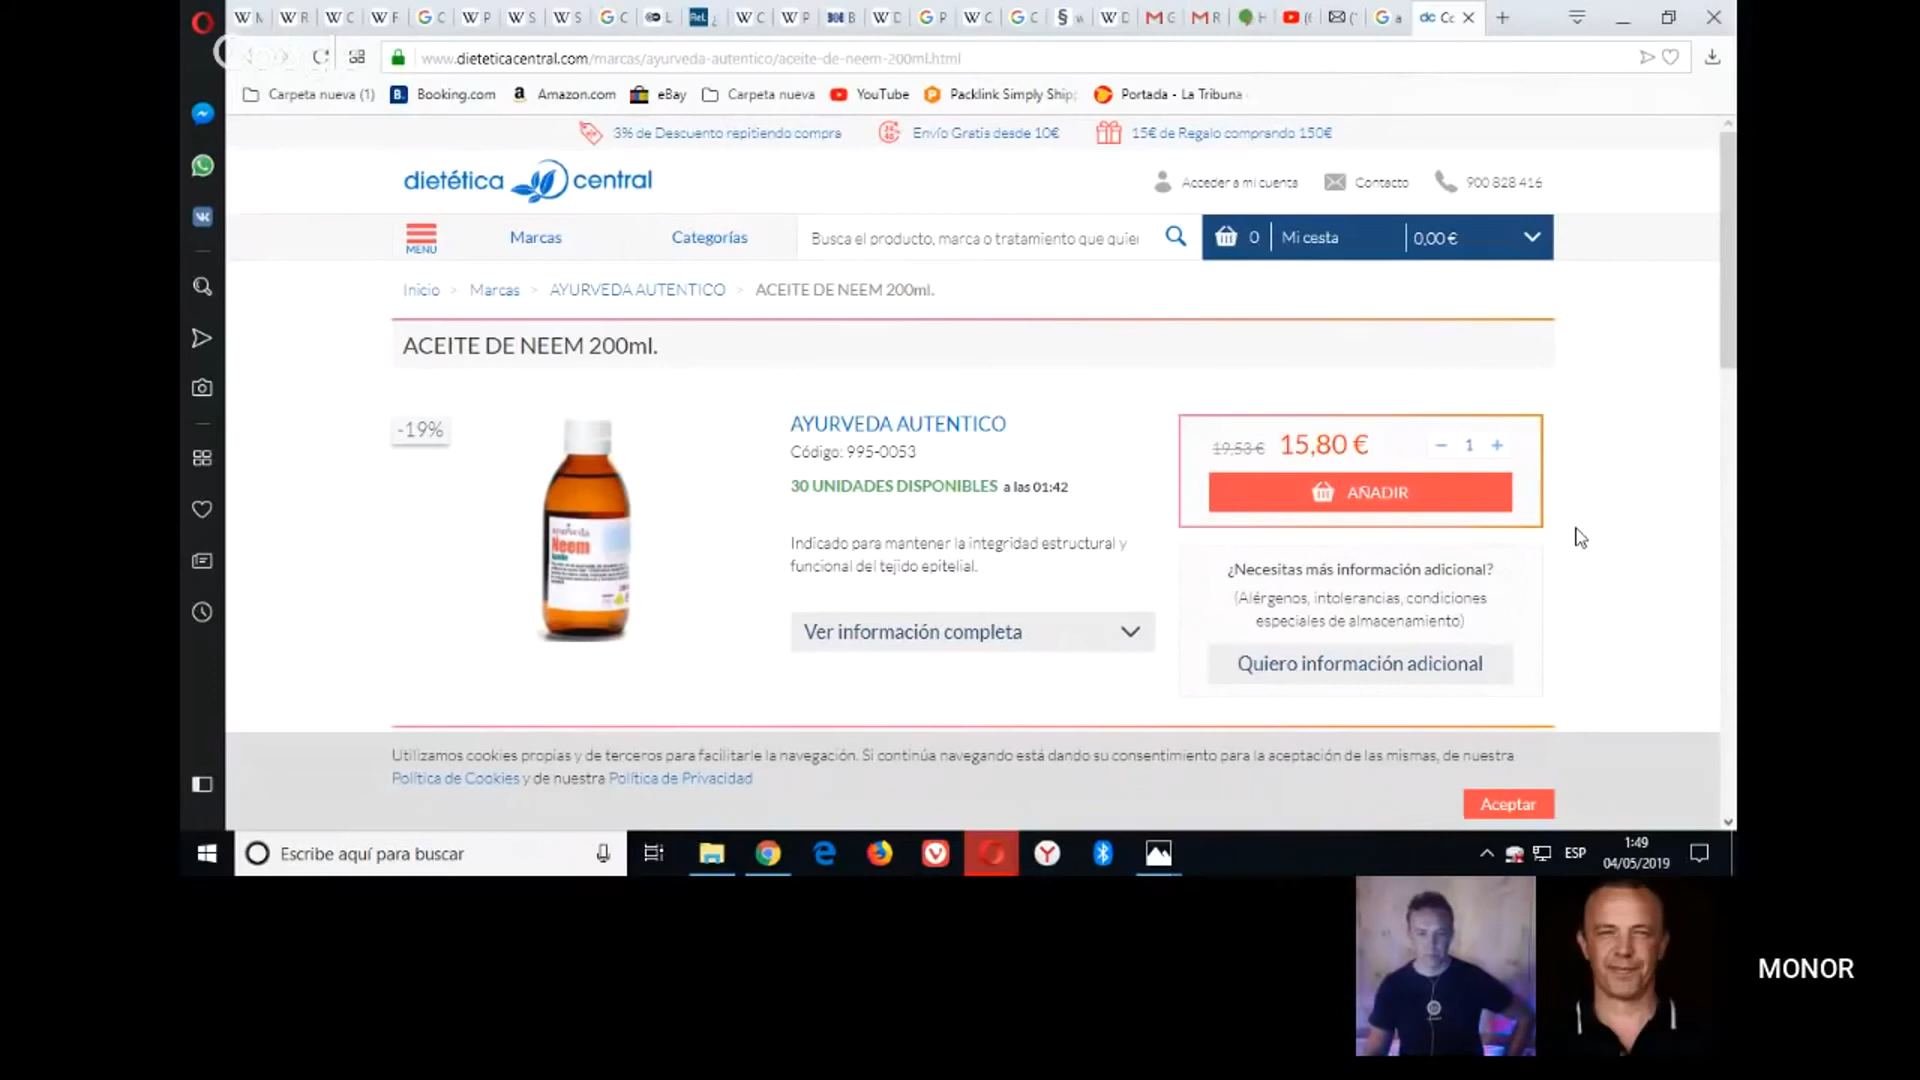 www.dieteticacentral.com/marcas/ayurveda-autentico/aceite-de-neem-200ml.html
Carpeta nueva (1) Booking.com Amazon.com eBay Carpeta nueva YouTube Packlink Simply Ship Portada - La Tribuna
3% de Descuento repitiendo compra Envío Gratis desde 10€ 15€ de Regalo comprando 150€
dietética central Acceder a mi cuenta Contacto 900 828 416
MENU Marcas Categorías Busca el producto, marca o tratamiento que quier 0 Mi cesta 0,00 €
Inicio > Marcas > AYURVEDA AUTENTICO > ACEITE DE NEEM 200ml.
ACEITE DE NEEM 200ml.
-19%
Neem
AYURVEDA AUTENTICO
Código: 995-0053
30 UNIDADES DISPONIBLES a las 01:42
Indicado para mantener la integridad estructural y
funcional del tejido epitelial.
Ver información completa
19,53 € 15,80 € − 1 +
AÑADIR
¿Necesitas más información adicional?
(Alérgenos, intolerancias, condiciones
especiales de almacenamiento)
Quiero información adicional
Utilizamos cookies propias y de terceros para facilitarle la navegación. Si continúa navegando está dando su consentimiento para la aceptación de las mismas, de nuestra
Política de Cookies y de nuestra Política de Privacidad
Aceptar
Escribe aquí para buscar ESP 1:49
04/05/2019
MONOR